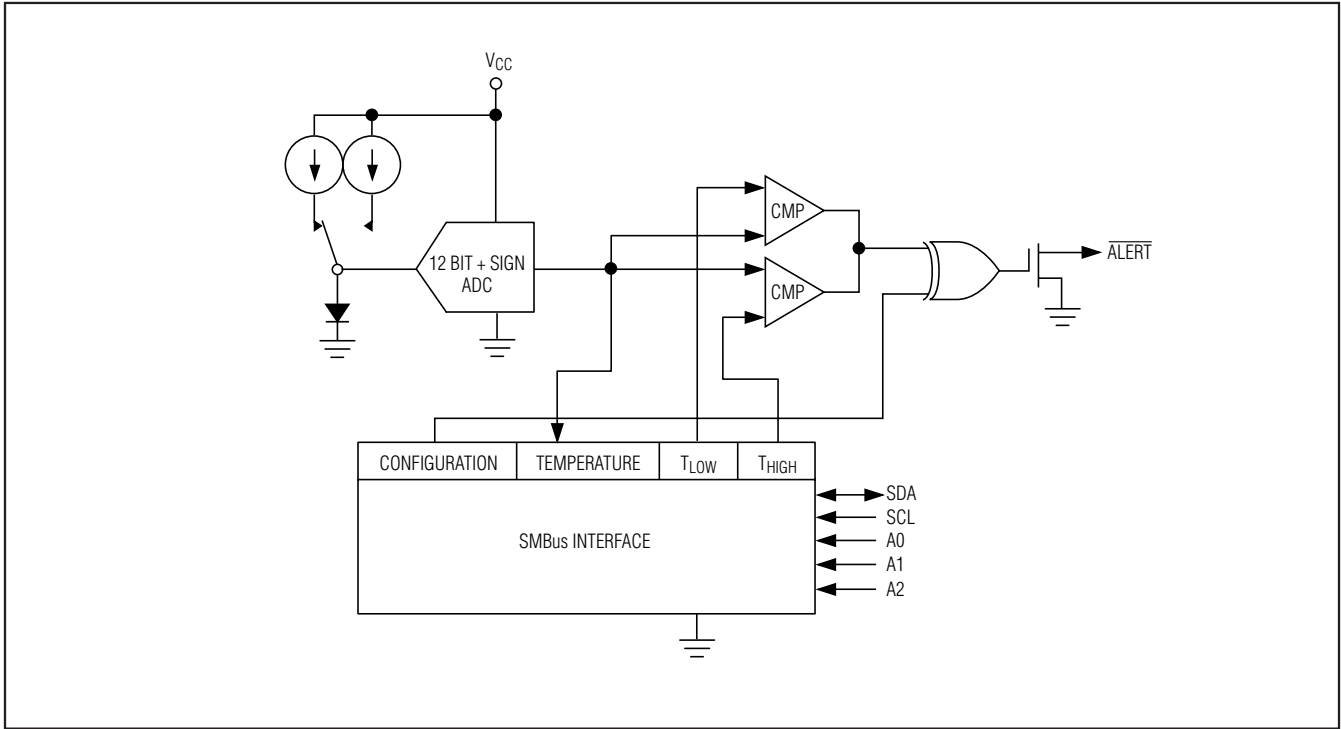 VCC
12 BIT + SIGN
ADC
CMP
CMP
ALERT
CONFIGURATION
TEMPERATURE
TLOW
THIGH
SMBus INTERFACE
SDA
SCL
A0
A1
A2